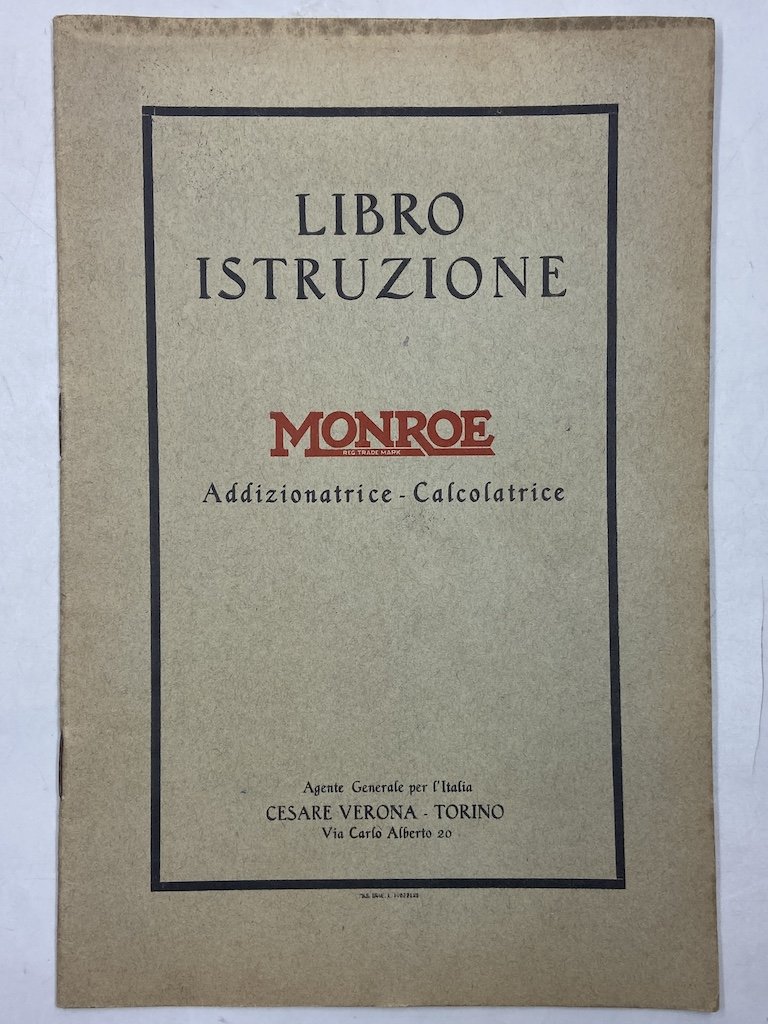 LIBRO
ISTRUZIONE
MONROE
REG. TRADE MARK
Addizionatrice - Calcolatrice
Agente Generale per l'Italia
CESARE VERONA - TORINO
Via Carlo Alberto 20